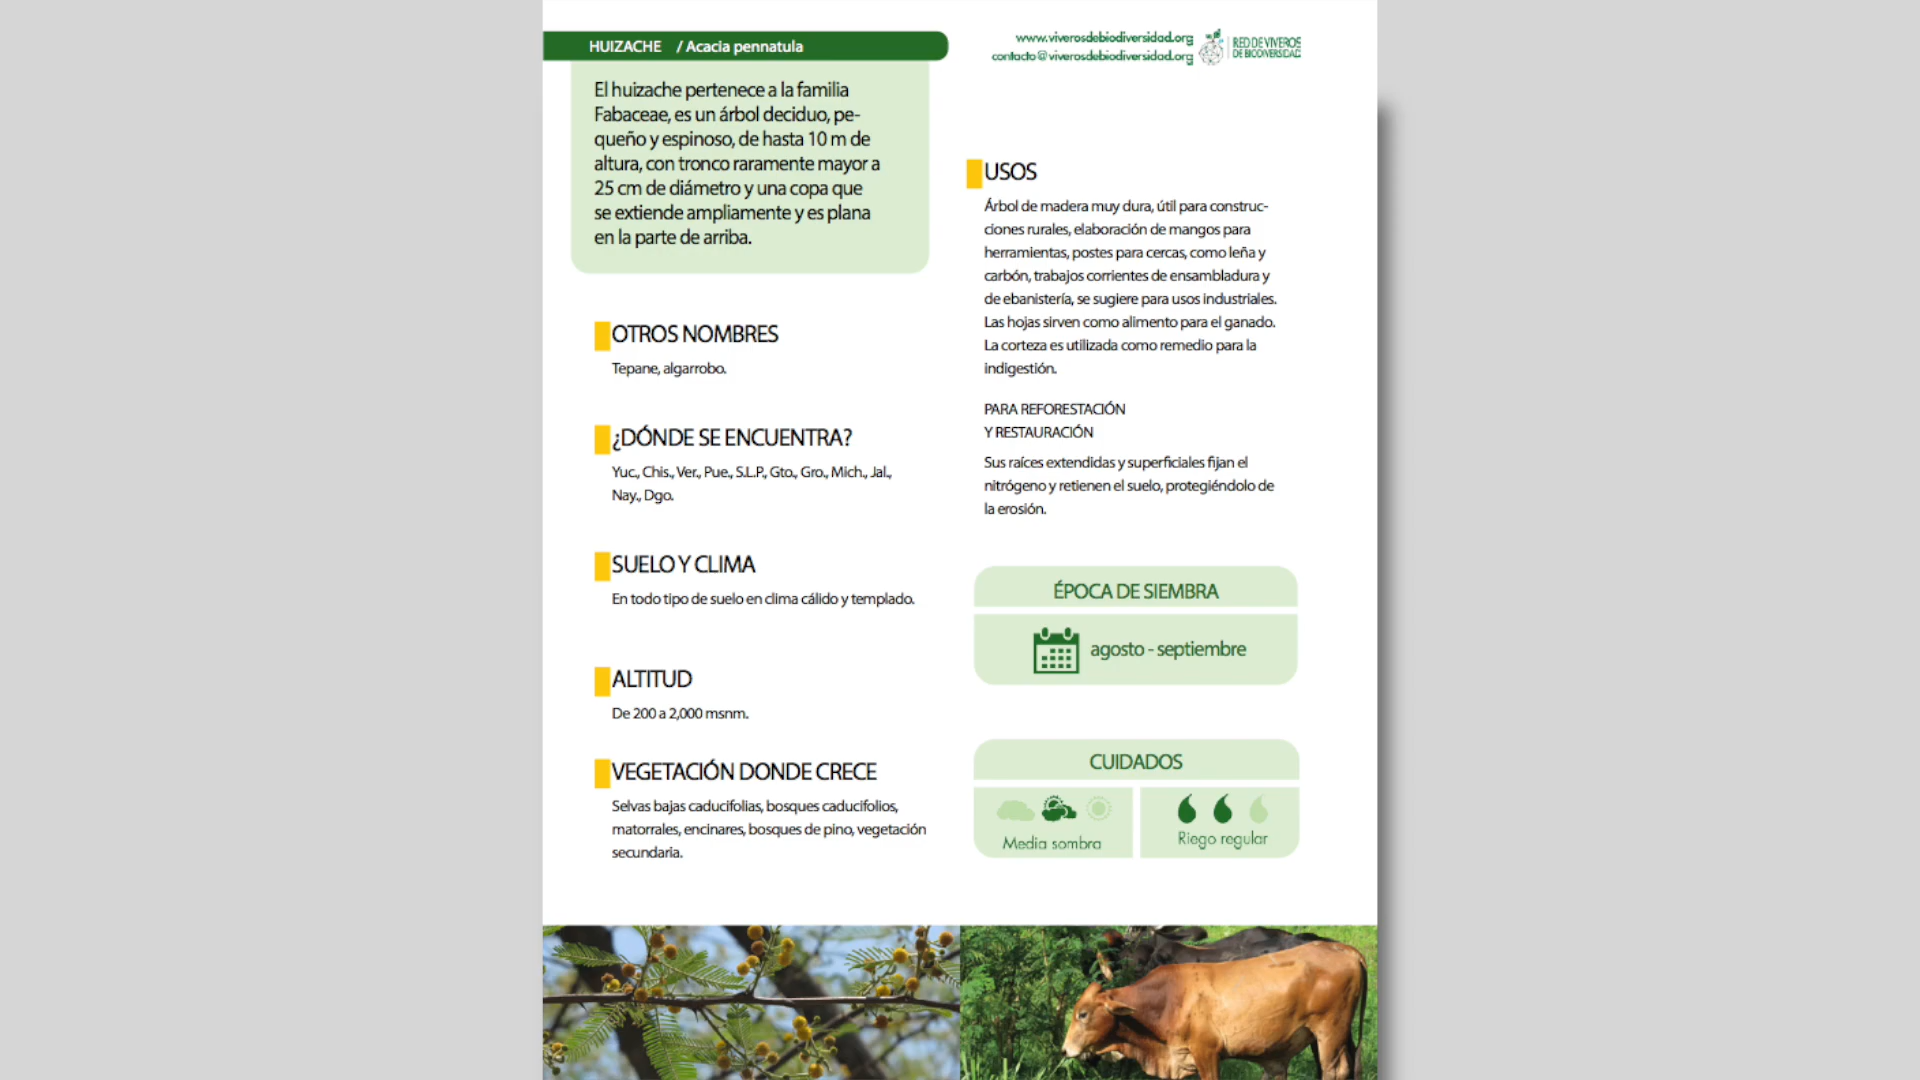 HUIZACHE / Acacia pennatula
www.viverosdebiodiversidad.org
contacto@viverosdebiodiversidad.org
RED DE VIVEROS
DE BIODIVERSIDAD
El huizache pertenece a la familia
Fabaceae, es un árbol deciduo, pe-
queño y espinoso, de hasta 10 m de
altura, con tronco raramente mayor a
25 cm de diámetro y una copa que
se extiende ampliamente y es plana
en la parte de arriba.
OTROS NOMBRES
Tepane, algarrobo.
¿DÓNDE SE ENCUENTRA?
Yuc., Chis., Ver., Pue., S.L.P., Gto., Gro., Mich., Jal.,
Nay., Dgo.
SUELO Y CLIMA
En todo tipo de suelo en clima cálido y templado.
ALTITUD
De 200 a 2,000 msnm.
VEGETACIÓN DONDE CRECE
Selvas bajas caducifolias, bosques caducifolios,
matorrales, encinares, bosques de pino, vegetación
secundaria.
USOS
Árbol de madera muy dura, útil para construc-
ciones rurales, elaboración de mangos para
herramientas, postes para cercas, como leña y
carbón, trabajos corrientes de ensambladura y
de ebanistería, se sugiere para usos industriales.
Las hojas sirven como alimento para el ganado.
La corteza es utilizada como remedio para la
indigestión.
PARA REFORESTACIÓN
Y RESTAURACIÓN
Sus raíces extendidas y superficiales fijan el
nitrógeno y retienen el suelo, protegiéndolo de
la erosión.
ÉPOCA DE SIEMBRA
agosto - septiembre
CUIDADOS
Media sombra
Riego regular